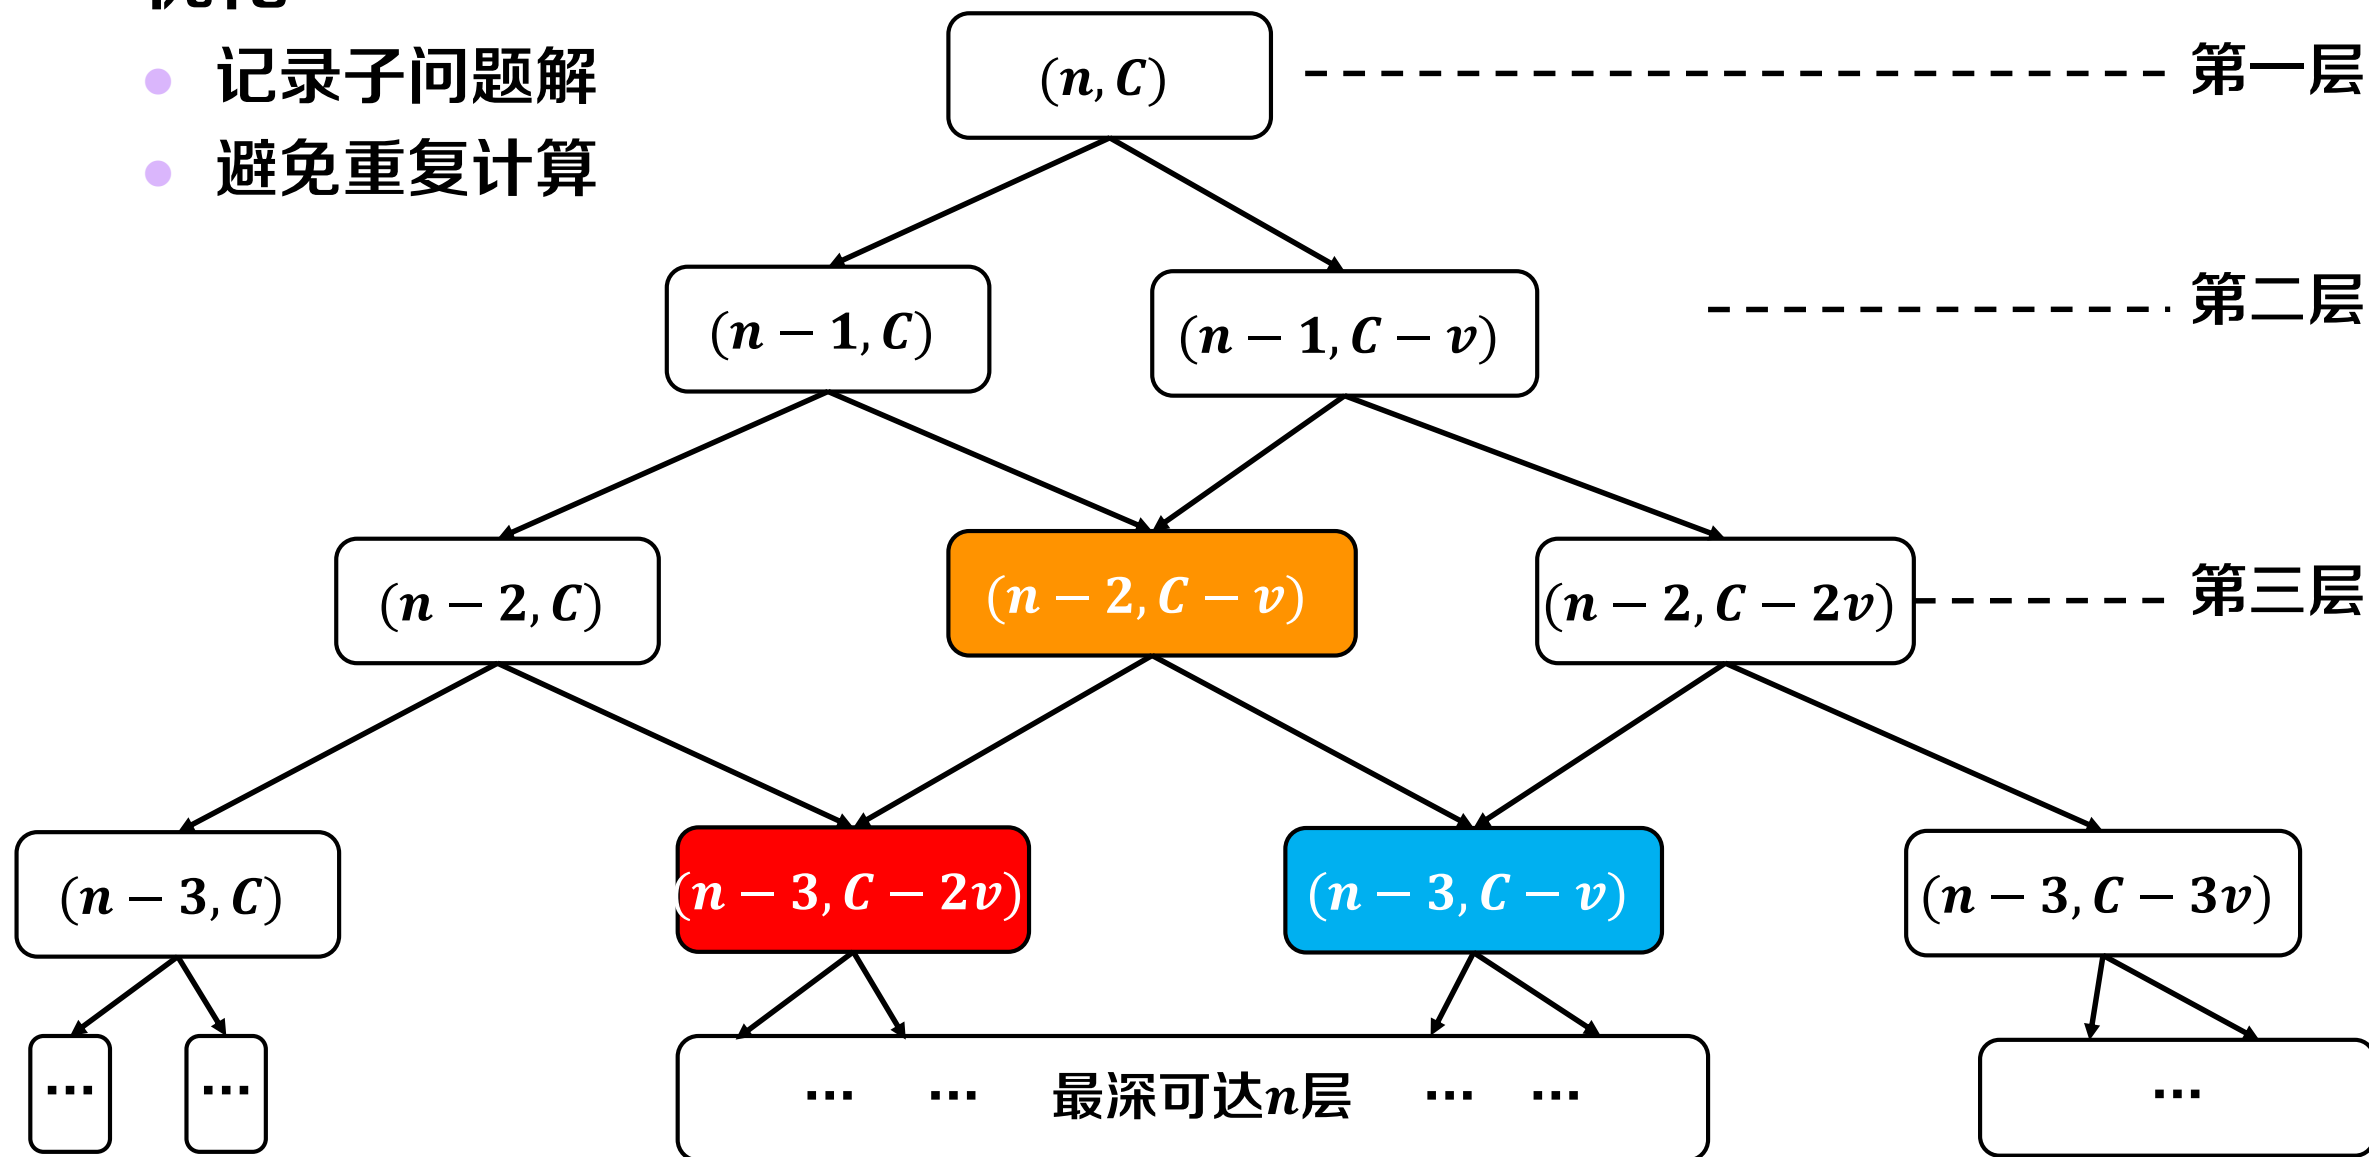 记录子问题解
避免重复计算
(n, C)
第一层
(n − 1, C)
(n − 1, C − v)
第二层
(n − 2, C)
(n − 2, C − v)
(n − 2, C − 2v)
第三层
(n − 3, C)
(n − 3, C − 2v)
(n − 3, C − v)
(n − 3, C − 3v)
…
…
… … 最深可达n层 … …
…